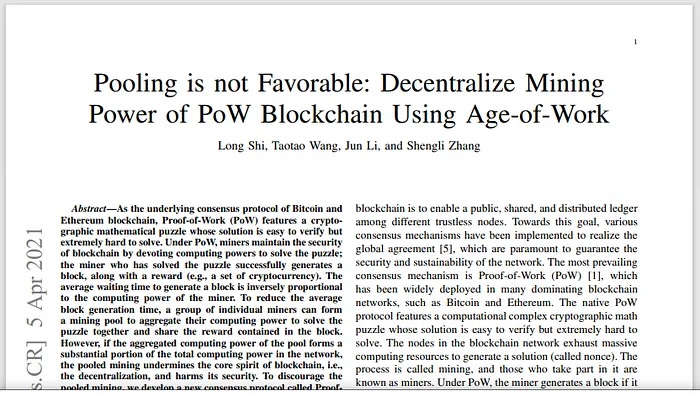 1
Pooling is not Favorable: Decentralize Mining
Power of PoW Blockchain Using Age-of-Work
Long Shi, Taotao Wang, Jun Li, and Shengli Zhang
Abstract—As the underlying consensus protocol of Bitcoin and
Ethereum blockchain, Proof-of-Work (PoW) features a crypto-
graphic mathematical puzzle whose solution is easy to verify but
extremely hard to solve. Under PoW, miners maintain the security
of blockchain by devoting computing powers to solve the puzzle;
the miner who has solved the puzzle successfully generates a
block, along with a reward (e.g., a set of cryptocurrency). The
average waiting time to generate a block is inversely proportional
to the computing power of the miner. To reduce the average
block generation time, a group of individual miners can form
a mining pool to aggregate their computing power to solve the
puzzle together and share the reward contained in the block.
However, if the aggregated computing power of the pool forms a
substantial portion of the total computing power in the network,
the pooled mining undermines the core spirit of blockchain, i.e.,
the decentralization, and harms its security. To discourage the
pooled mining, we develop a new consensus protocol called Proof-
blockchain is to enable a public, shared, and distributed ledger
among different trustless nodes. Towards this goal, various
consensus mechanisms have been implemented to realize the
global agreement [5], which are paramount to guarantee the
security and sustainability of the network. The most prevailing
consensus mechanism is Proof-of-Work (PoW) [1], which
has been widely deployed in many dominating blockchain
networks, such as Bitcoin and Ethereum. The native PoW
protocol features a computational complex cryptographic math
puzzle whose solution is easy to verify but extremely hard to
solve. The nodes in the blockchain network exhaust massive
computing resources to generate a solution (called nonce). The
process is called mining, and those who take part in it are
known as miners. Under PoW, the miner generates a block if it
s.CR] 5 Apr 2021